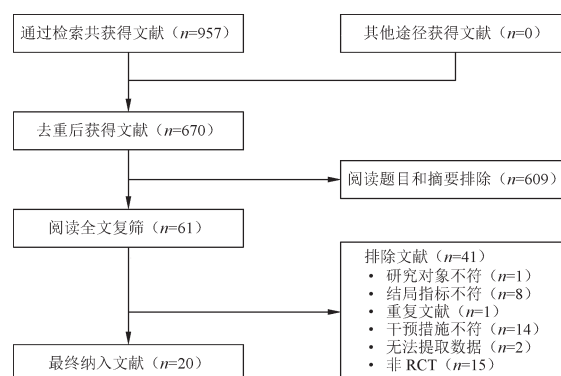 通过检索共获得文献（n=957）
其他途径获得文献（n=0）
去重后获得文献（n=670）
阅读题目和摘要排除（n=609）
阅读全文复筛（n=61）
排除文献（n=41）
• 研究对象不符（n=1）
• 结局指标不符（n=8）
• 重复文献（n=1）
• 干预措施不符（n=14）
• 无法提取数据（n=2）
• 非 RCT（n=15）
最终纳入文献（n=20）